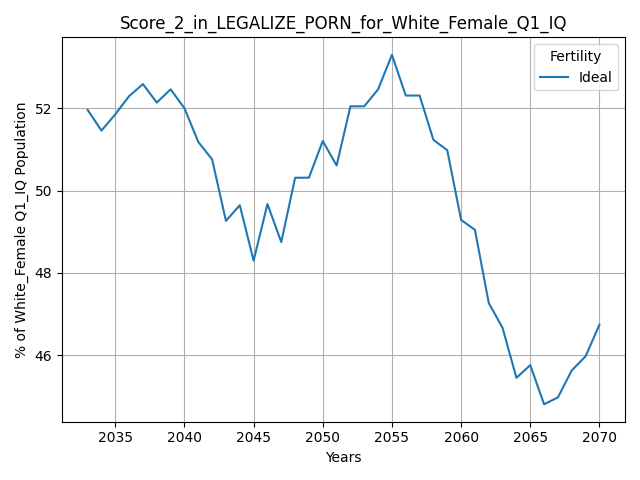 Score_2_in_LEGALIZE_PORN_for_White_Female_Q1_IQ
Fertility
Ideal
% of White_Female Q1_IQ Population
52
50
48
46
2035 2040 2045 2050 2055 2060 2065 2070
Years